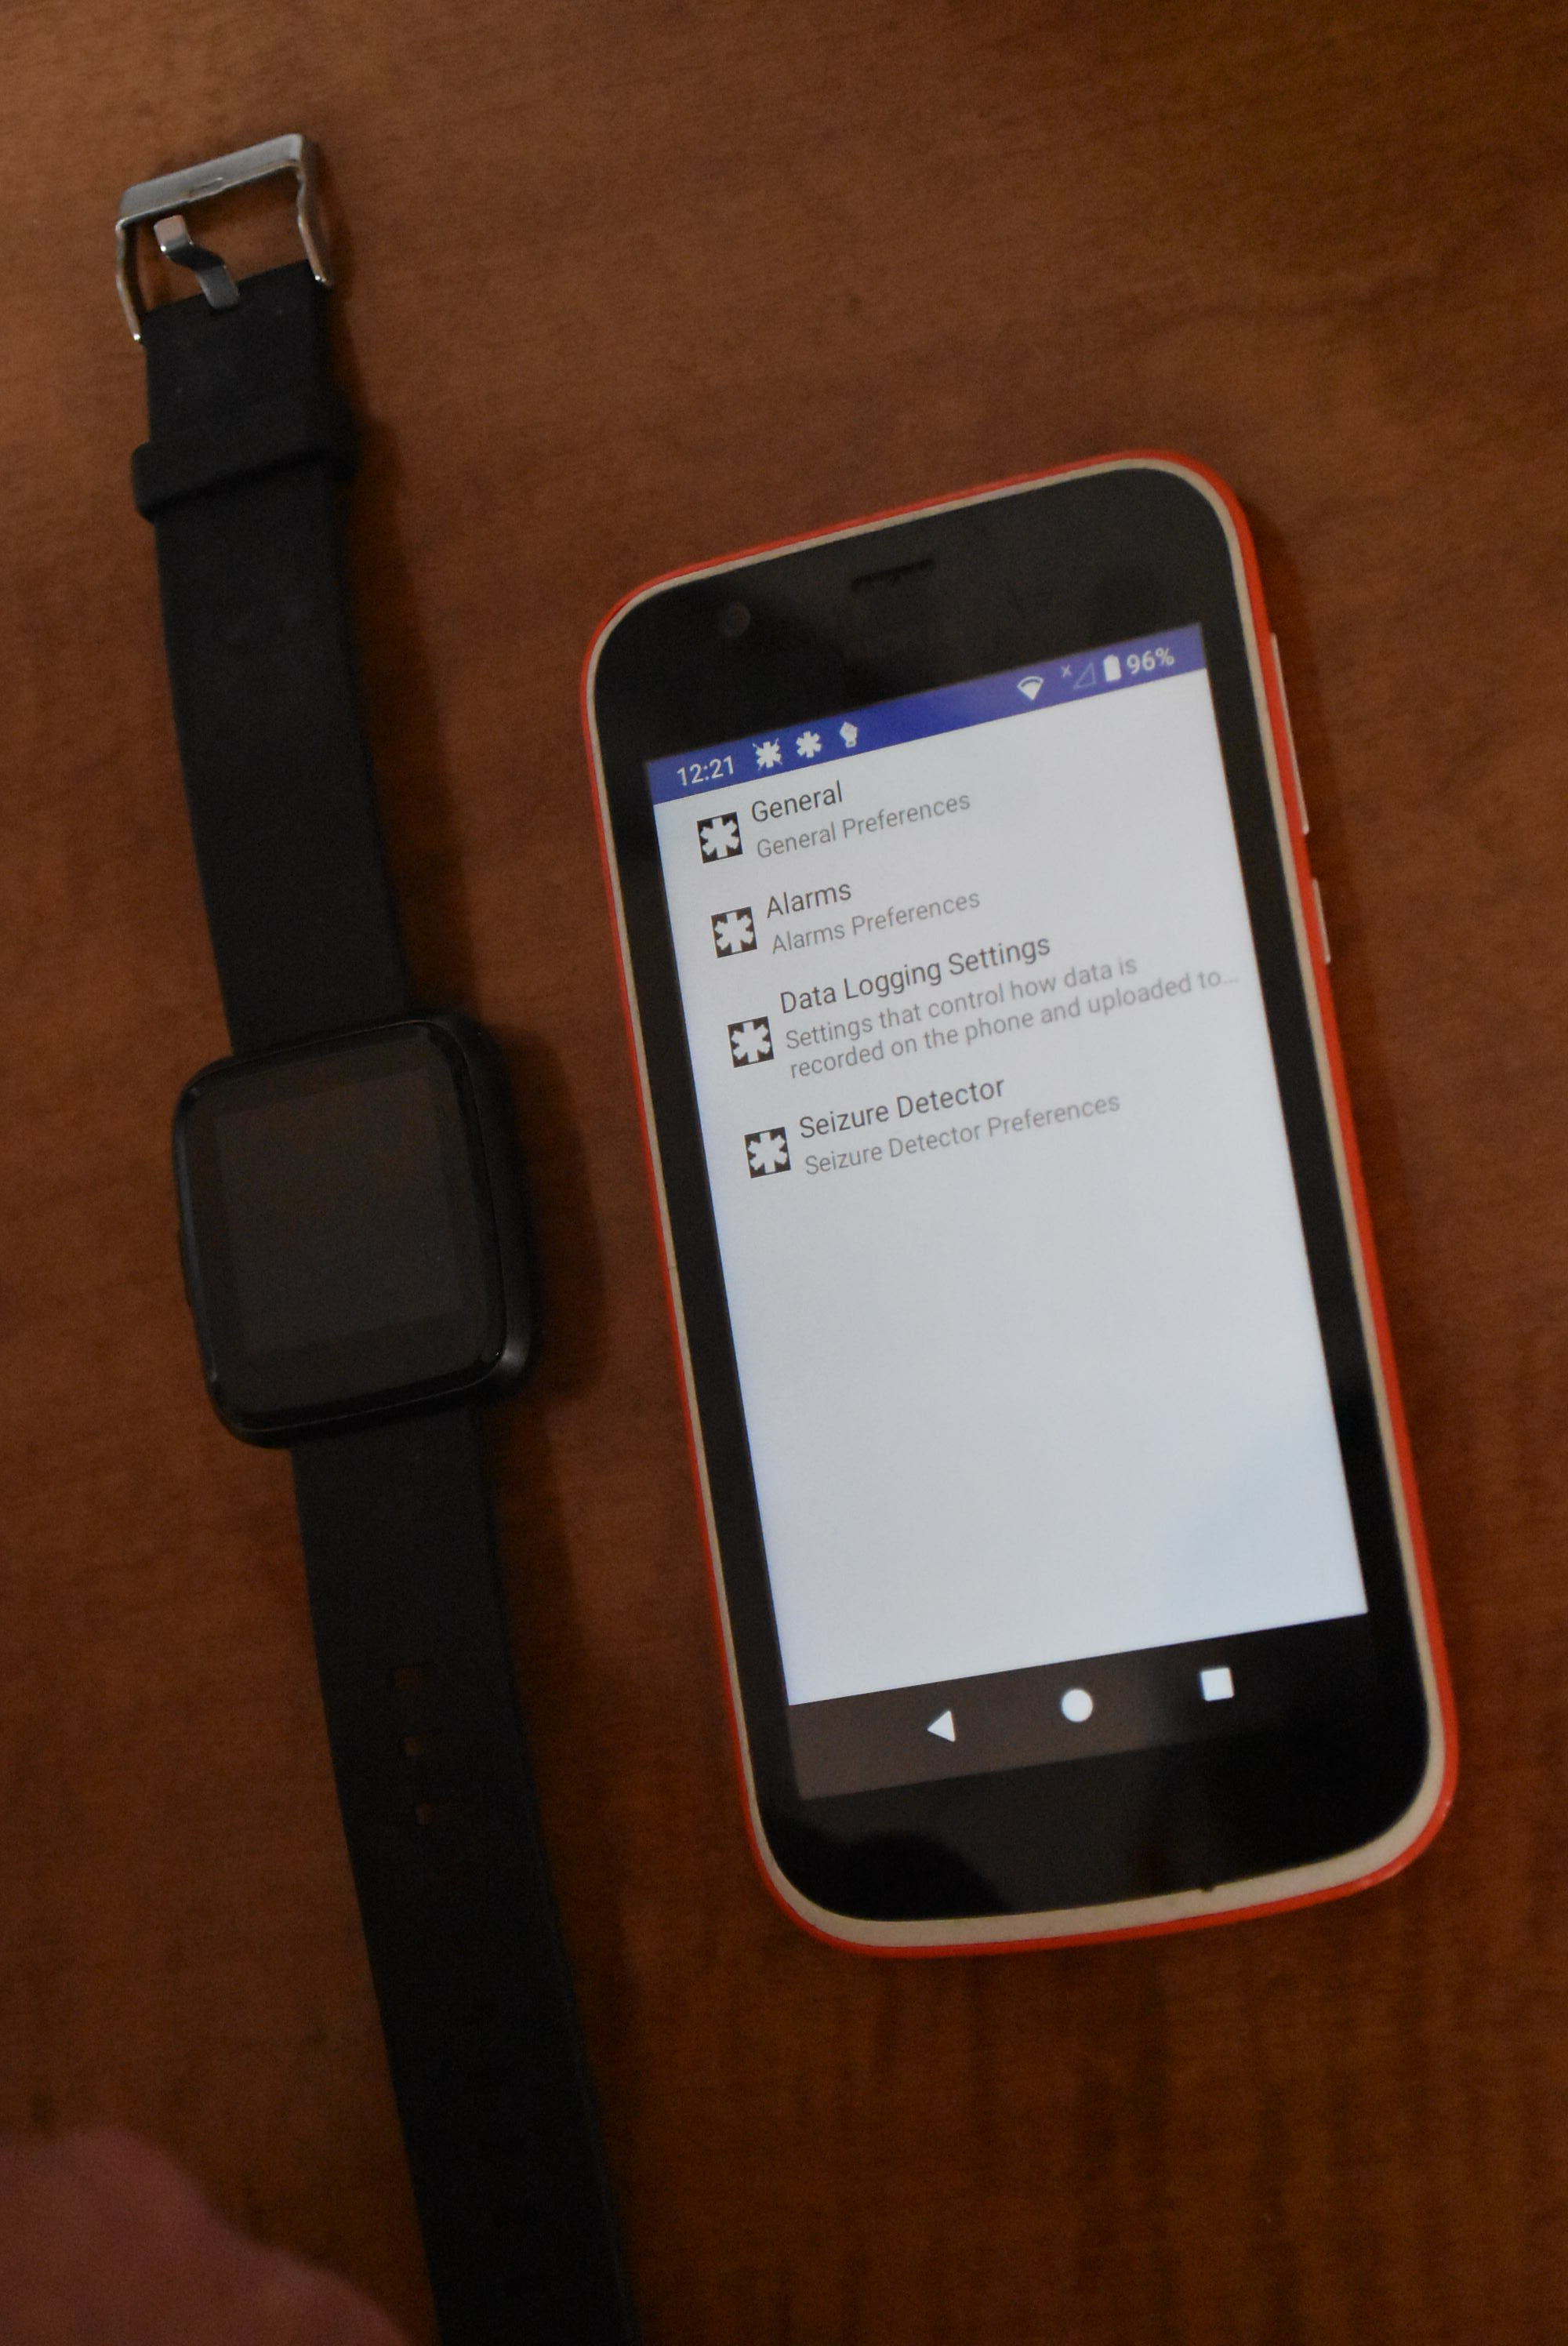 12:21 96%
General
General Preferences
Alarms
Alarms Preferences
Data Logging Settings
Settings that control how data is
recorded on the phone and uploaded to...
Seizure Detector
Seizure Detector Preferences